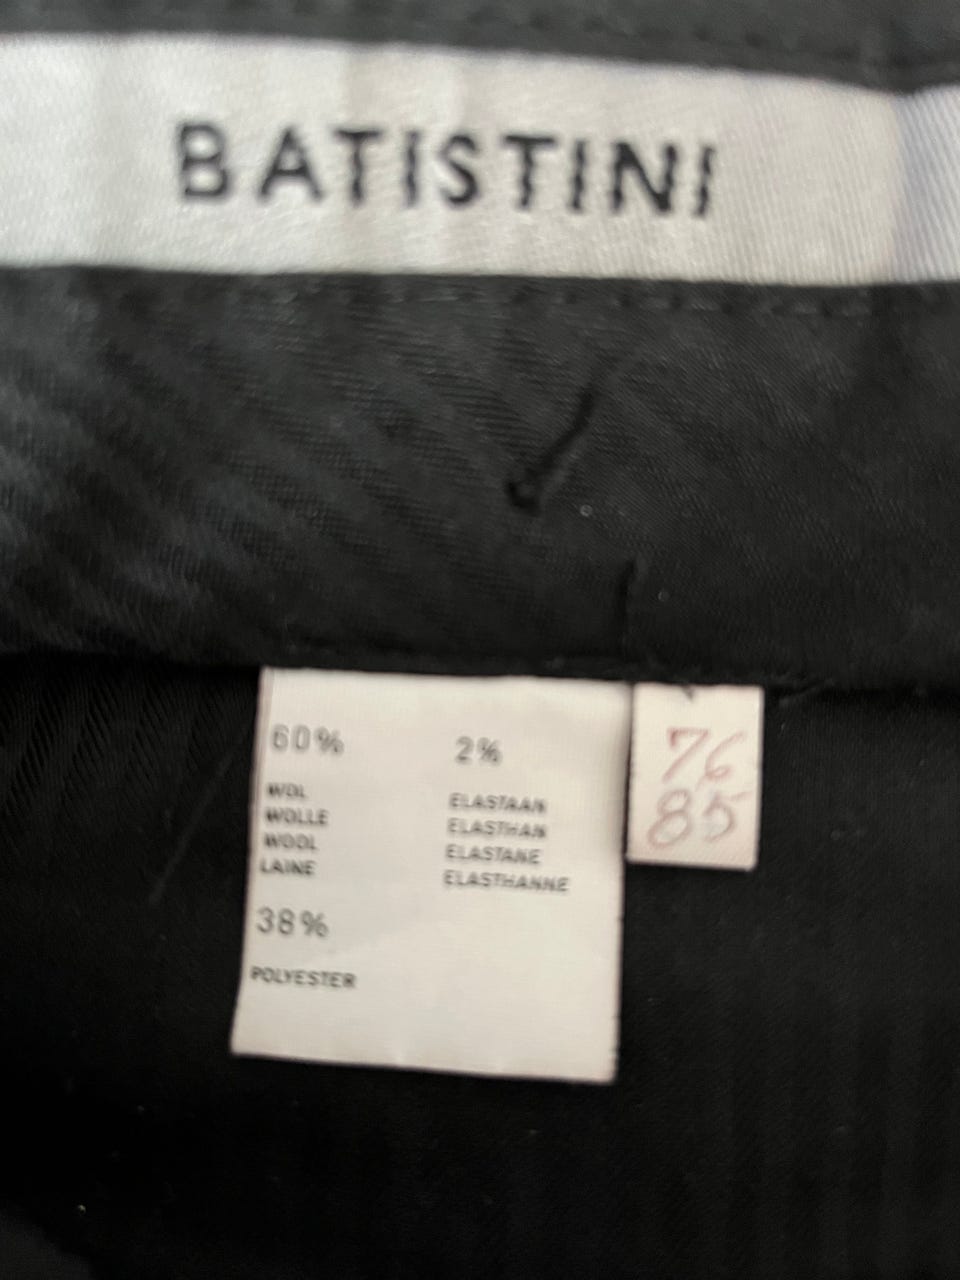 BATISTINI
60%
WOL
WOLLE
WOOL
LAINE
38%
POLYESTER
2%
ELASTAAN
ELASTHAN
ELASTANE
ELASTHANNE
76
85